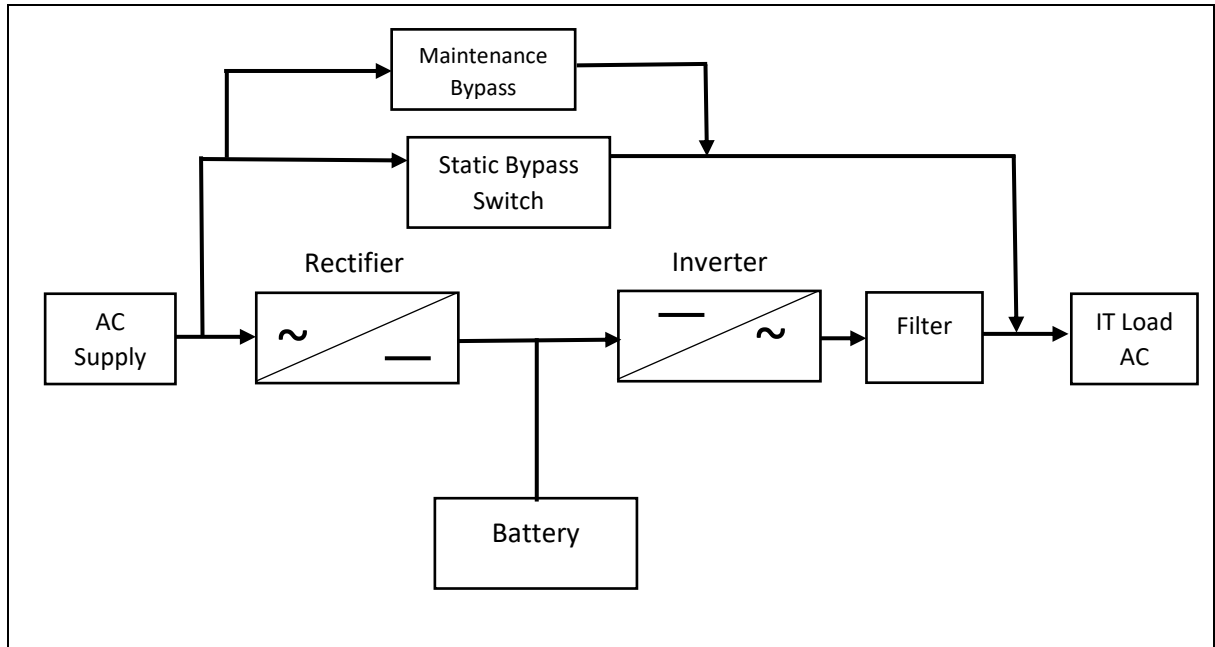 Maintenance
Bypass
Static Bypass
Switch
Rectifier
Inverter
AC
Supply
~
Filter
IT Load
AC
~
Battery